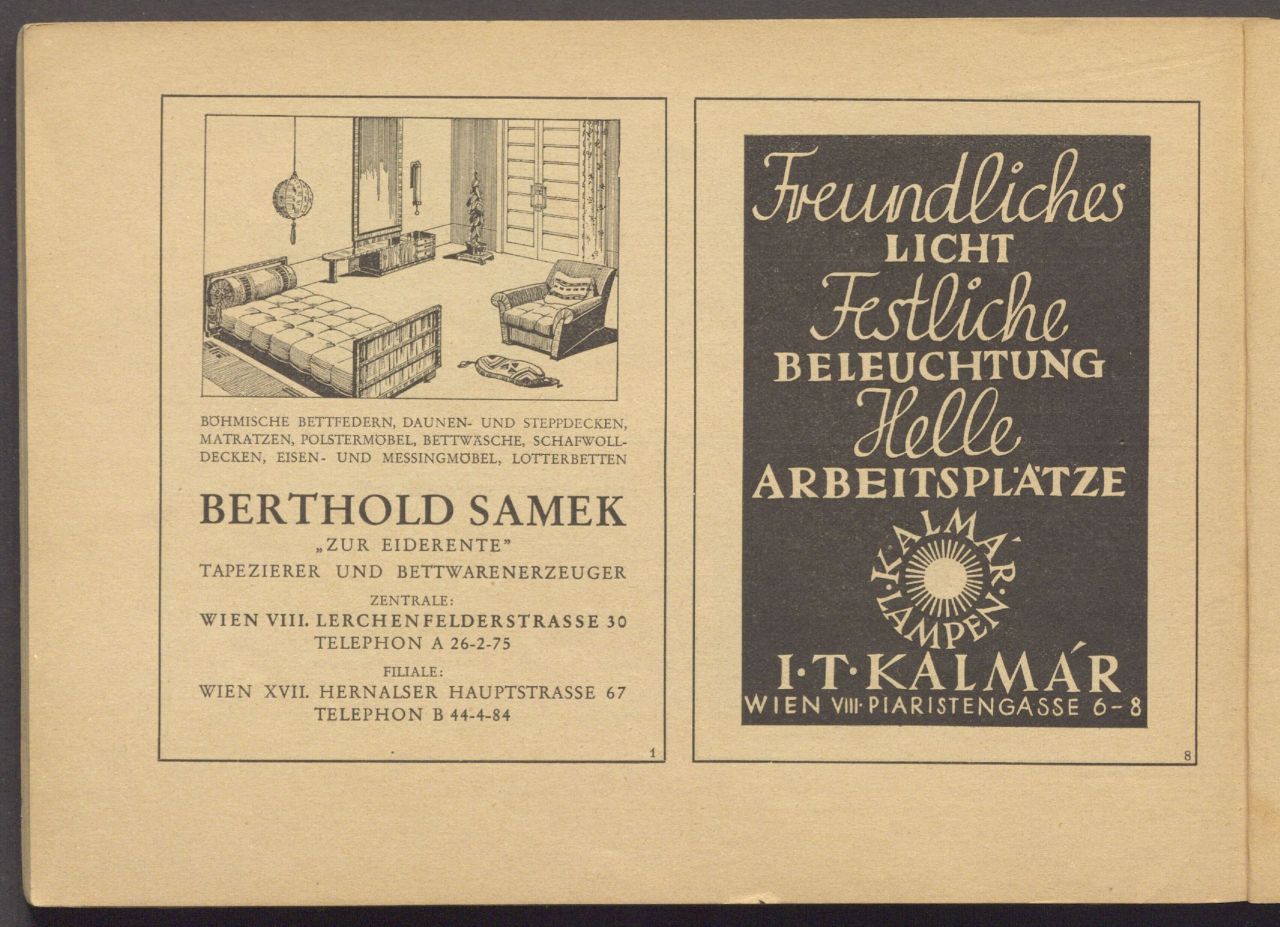 BÖHMISCHE BETTFEDERN, DAUNEN- UND STEPPDECKEN,
MATRATZEN, POLSTERMÖBEL, BETTWÄSCHE, SCHAFWOLL-
DECKEN, EISEN- UND MESSINGMÖBEL, LOTTERBETTEN
BERTHOLD SAMEK
„ZUR EIDERENTE”
TAPEZIERER UND BETTWARENERZEUGER
ZENTRALE:
WIEN VIII. LERCHENFELDERSTRASSE 30
TELEPHON A 26-2-75
FILIALE:
WIEN XVII. HERNALSER HAUPTSTRASSE 67
TELEPHON B 44-4-84
1
Freundliches
LICHT
Festliche
BELEUCHTUNG
Helle
ARBEITSPLÄTZE
·KALMÁR·
LAMPEN
I·T·KALMÁR
WIEN VIII· PIARISTENGASSE 6-8
8